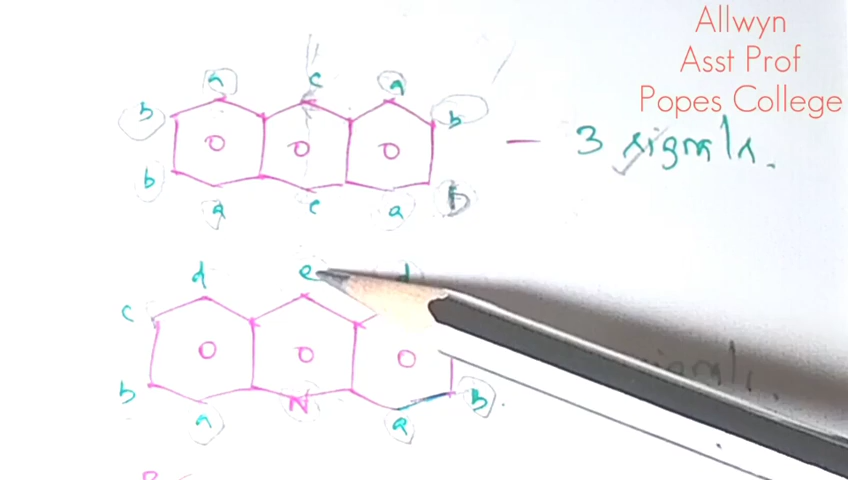 Allwyn
Asst Prof
Popes College
a c a
b b
O O O
b b
a c a
— 3 signals.
d e d
c
O O O
b N b
a a